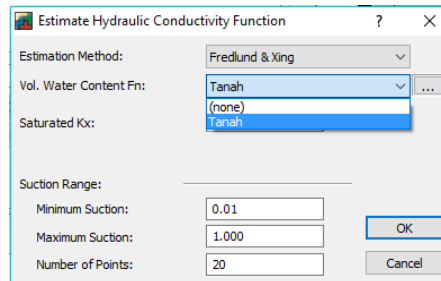 Estimate Hydraulic Conductivity Function ? X
Estimation Method: Fredlund & Xing
Vol. Water Content Fn: Tanah ...
(none)
Tanah
Saturated Kx:
Suction Range:
Minimum Suction: 0.01
Maximum Suction: 1.000
Number of Points: 20
OK
Cancel